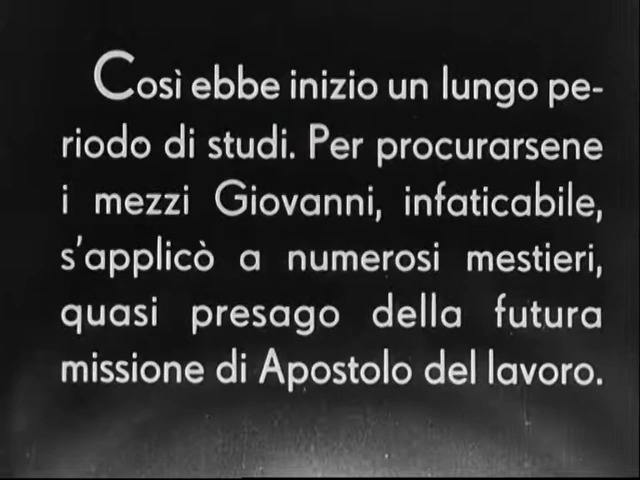 Così ebbe inizio un lungo pe-
riodo di studi. Per procurarsene
i mezzi Giovanni, infaticabile,
s'applicò a numerosi mestieri,
quasi presago della futura
missione di Apostolo del lavoro.